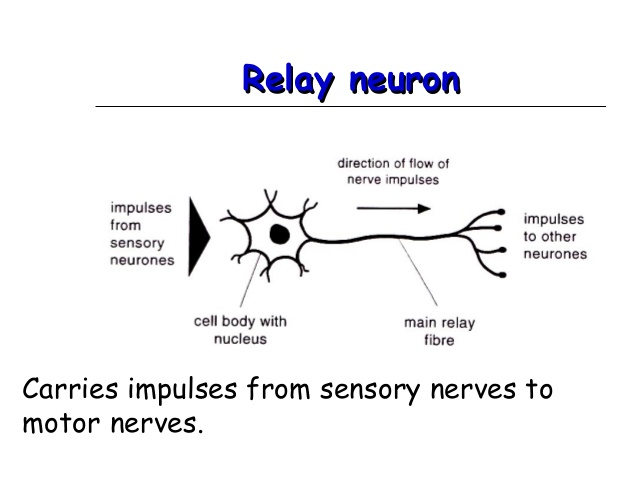 Relay neuron
direction of flow of
nerve impulses
impulses
from
sensory
neurones
impulses
to other
neurones
cell body with
nucleus
main relay
fibre
Carries impulses from sensory nerves to
motor nerves.